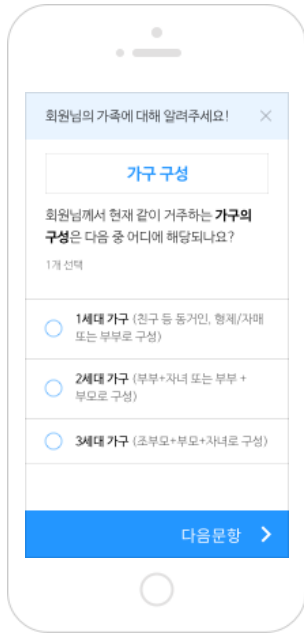 회원님의 가족에 대해 알려주세요!
가구 구성
회원님께서 현재 같이 거주하는 가구의
구성은 다음 중 어디에 해당되나요?
1개 선택
1세대 가구 (친구 등 동거인, 형제/자매
또는 부부로 구성)
2세대 가구 (부부+자녀 또는 부부 +
부모로 구성)
3세대 가구 (조부모+부모+자녀로 구성)
다음문항